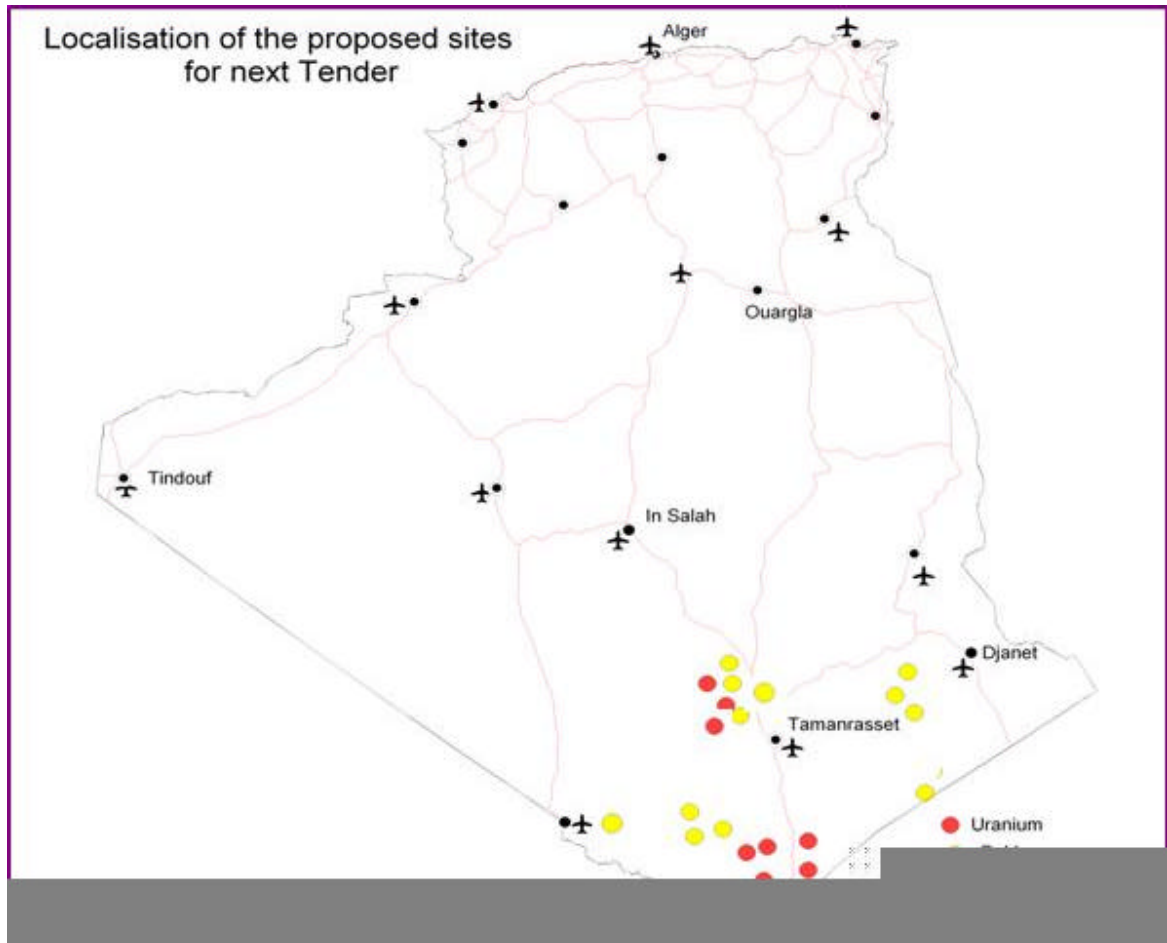 Localisation of the proposed sites
for next Tender
Alger
Ouargla
Tindouf
In Salah
Djanet
Tamanrasset
Uranium